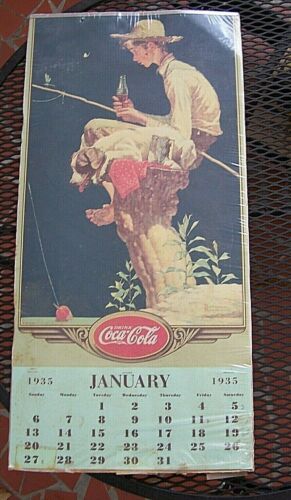 DRINK
Coca-Cola
1935 JANUARY 1935
Sunday Monday Tuesday Wednesday Thursday Friday Saturday
1 2 3 4 5
6 7 8 9 10 11 12
13 14 15 16 17 18 19
20 21 22 23 24 25 26
27 28 29 30 31